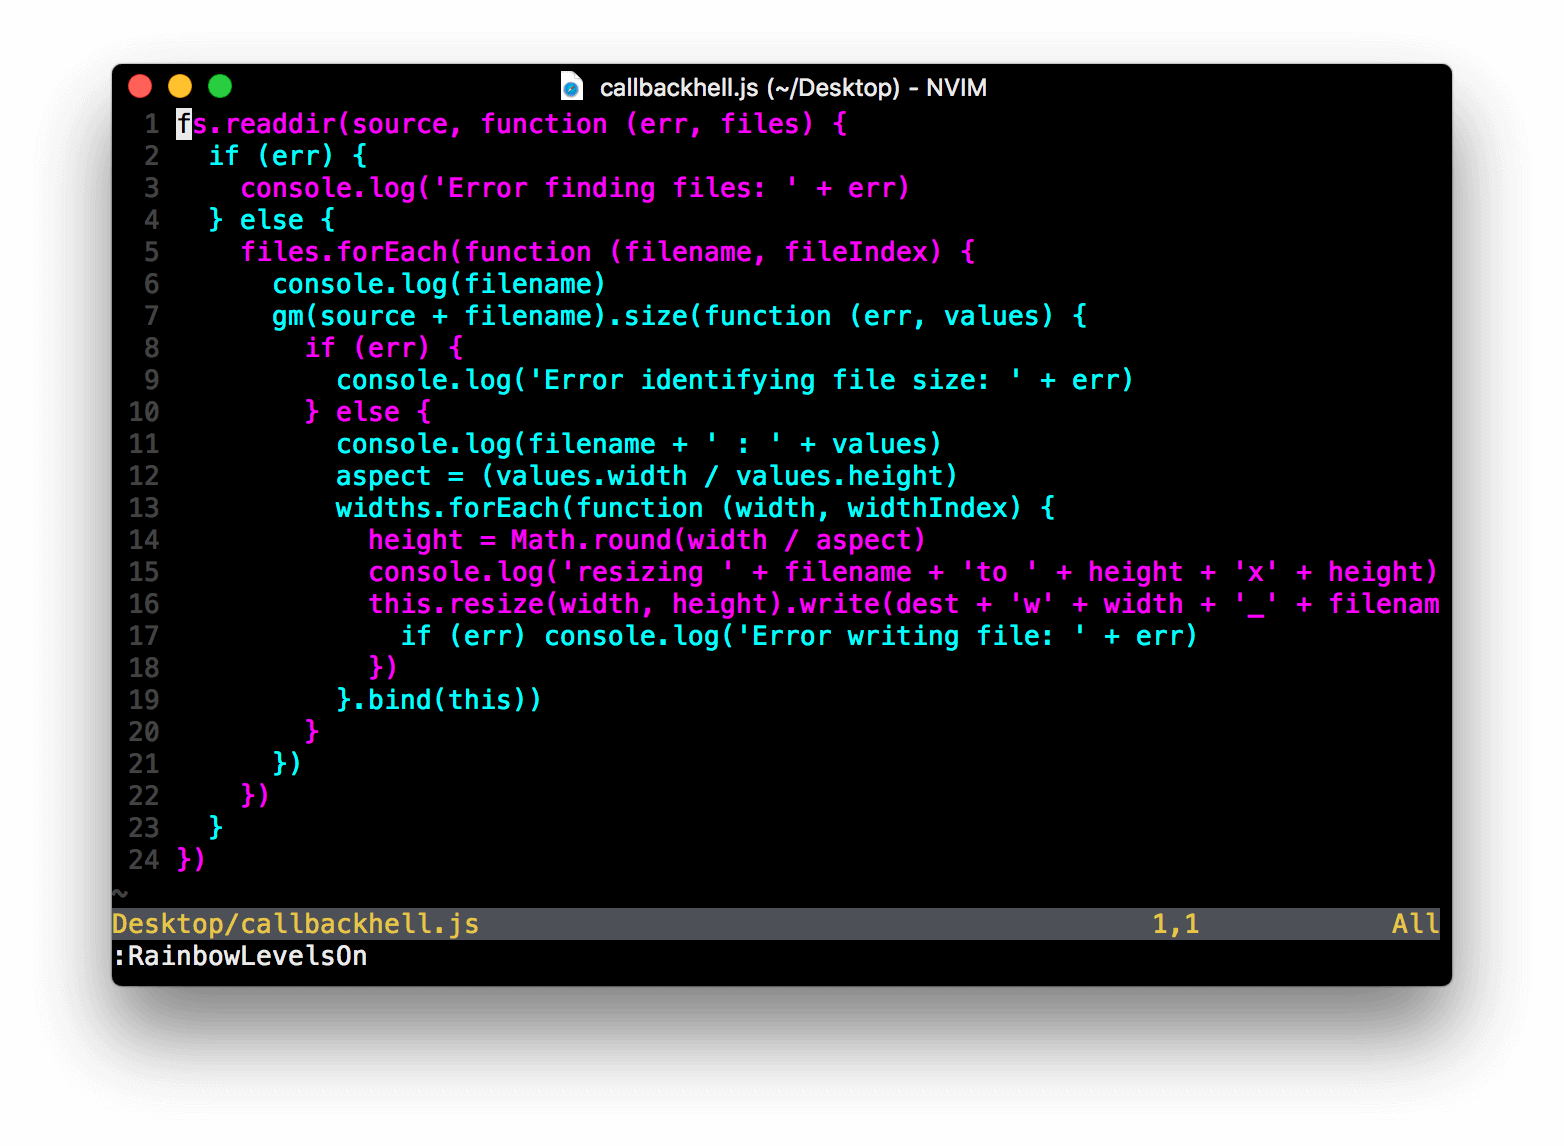 callbackhell.js (~/Desktop) - NVIM
1 fs.readdir(source, function (err, files) {
2   if (err) {
3     console.log('Error finding files: ' + err)
4   } else {
5     files.forEach(function (filename, fileIndex) {
6       console.log(filename)
7       gm(source + filename).size(function (err, values) {
8         if (err) {
9           console.log('Error identifying file size: ' + err)
10         } else {
11           console.log(filename + ' : ' + values)
12           aspect = (values.width / values.height)
13           widths.forEach(function (width, widthIndex) {
14             height = Math.round(width / aspect)
15             console.log('resizing ' + filename + 'to ' + height + 'x' + height)
16             this.resize(width, height).write(dest + 'w' + width + '_' + filenam
17               if (err) console.log('Error writing file: ' + err)
18             })
19           }.bind(this))
20         }
21       })
22     })
23   }
24 })
~
Desktop/callbackhell.js 1,1 All
:RainbowLevelsOn